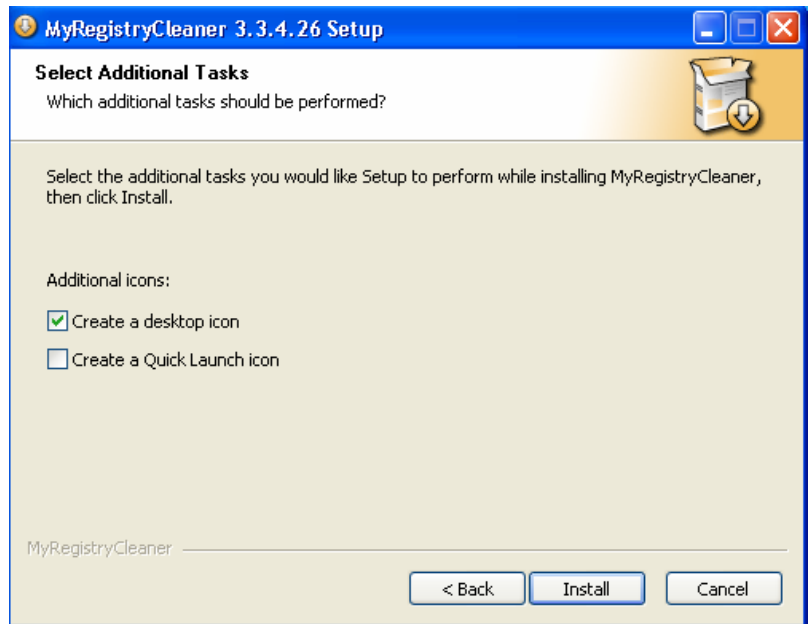 MyRegistryCleaner 3.3.4.26 Setup
Select Additional Tasks
Which additional tasks should be performed?
Select the additional tasks you would like Setup to perform while installing MyRegistryCleaner,
then click Install.
Additional icons:
Create a desktop icon
Create a Quick Launch icon
MyRegistryCleaner
< Back
Install
Cancel